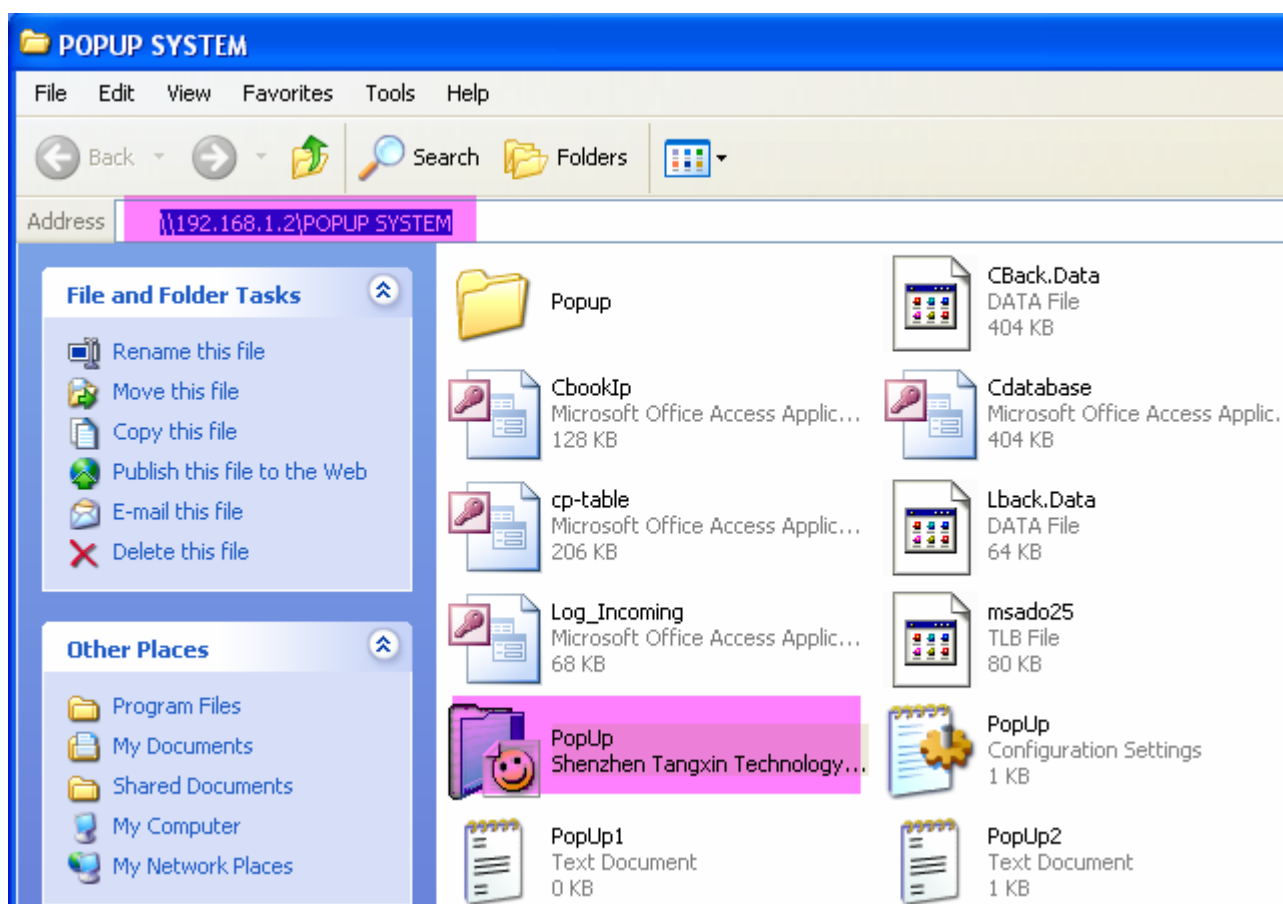 POPUP SYSTEM
File Edit View Favorites Tools Help
Back Search Folders
Address \\192.168.1.2\POPUP SYSTEM
File and Folder Tasks
Rename this file
Move this file
Copy this file
Publish this file to the Web
E-mail this file
Delete this file
Other Places
Program Files
My Documents
Shared Documents
My Computer
My Network Places
Popup
CBack.Data
DATA File
404 KB
CbookIp
Microsoft Office Access Applic...
128 KB
Cdatabase
Microsoft Office Access Applic.
404 KB
cp-table
Microsoft Office Access Applic...
206 KB
Lback.Data
DATA File
64 KB
Log_Incoming
Microsoft Office Access Applic...
68 KB
msado25
TLB File
80 KB
PopUp
Shenzhen Tangxin Technology...
PopUp
Configuration Settings
1 KB
PopUp1
Text Document
0 KB
PopUp2
Text Document
1 KB